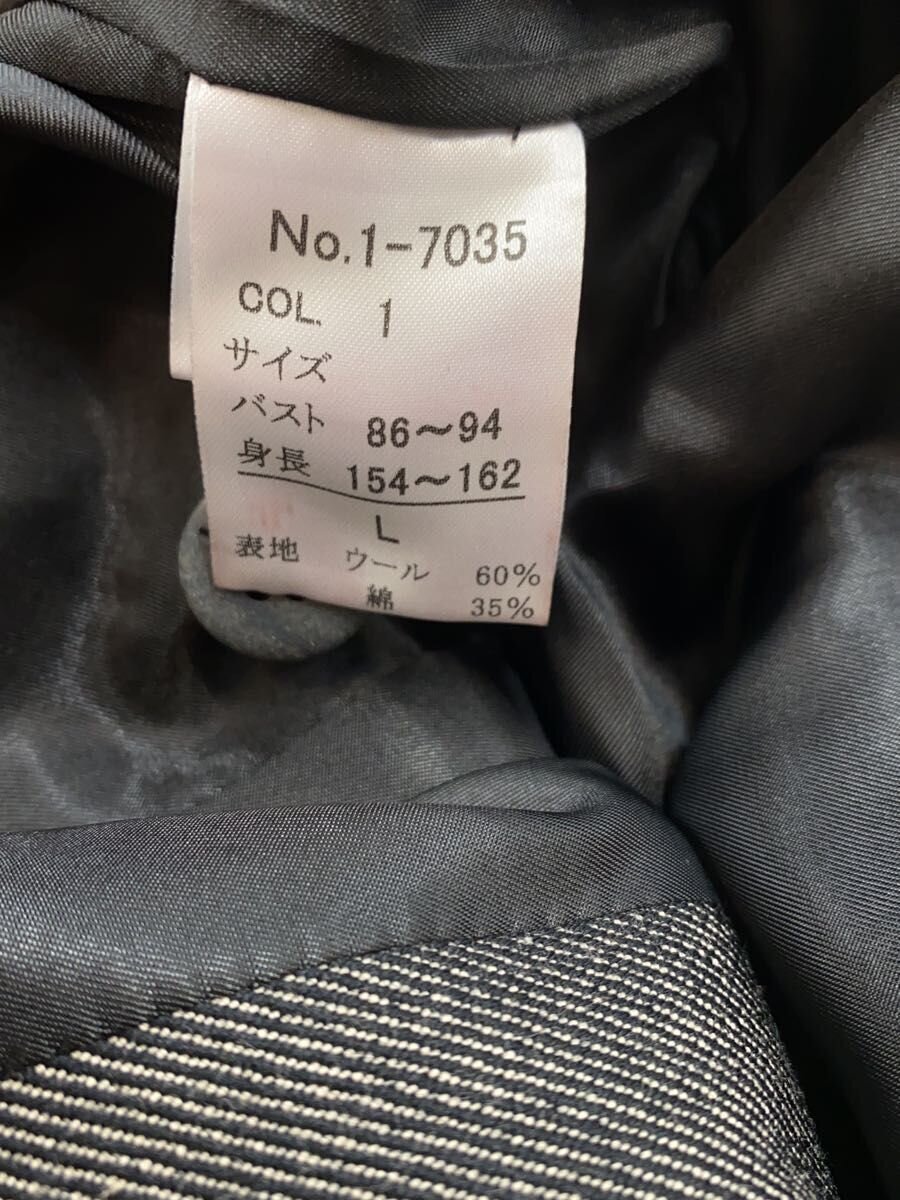 No.1-7035
COL. 1
サイズ
バスト 86～94
身長 154～162
L
表地 ウール 60%
綿 35%